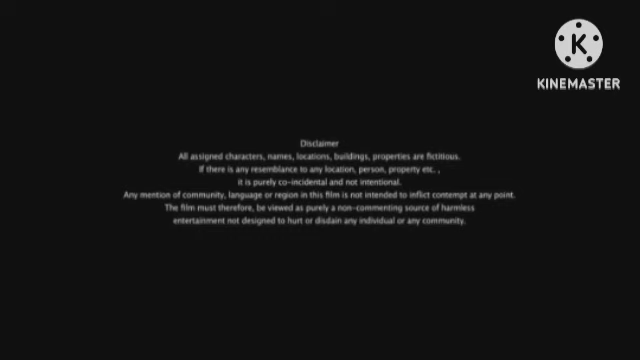 K
KINEMASTER
Disclaimer
All assigned characters, names, locations, buildings, properties are fictitious.
If there is any resemblance to any location, person, property etc. ,
it is purely co-incidental and not intentional.
Any mention of community, language or region in this film is not intended to inflict contempt at any point.
The film must therefore, be viewed as purely a non-commenting source of harmless
entertainment not designed to hurt or disdain any individual or any community.